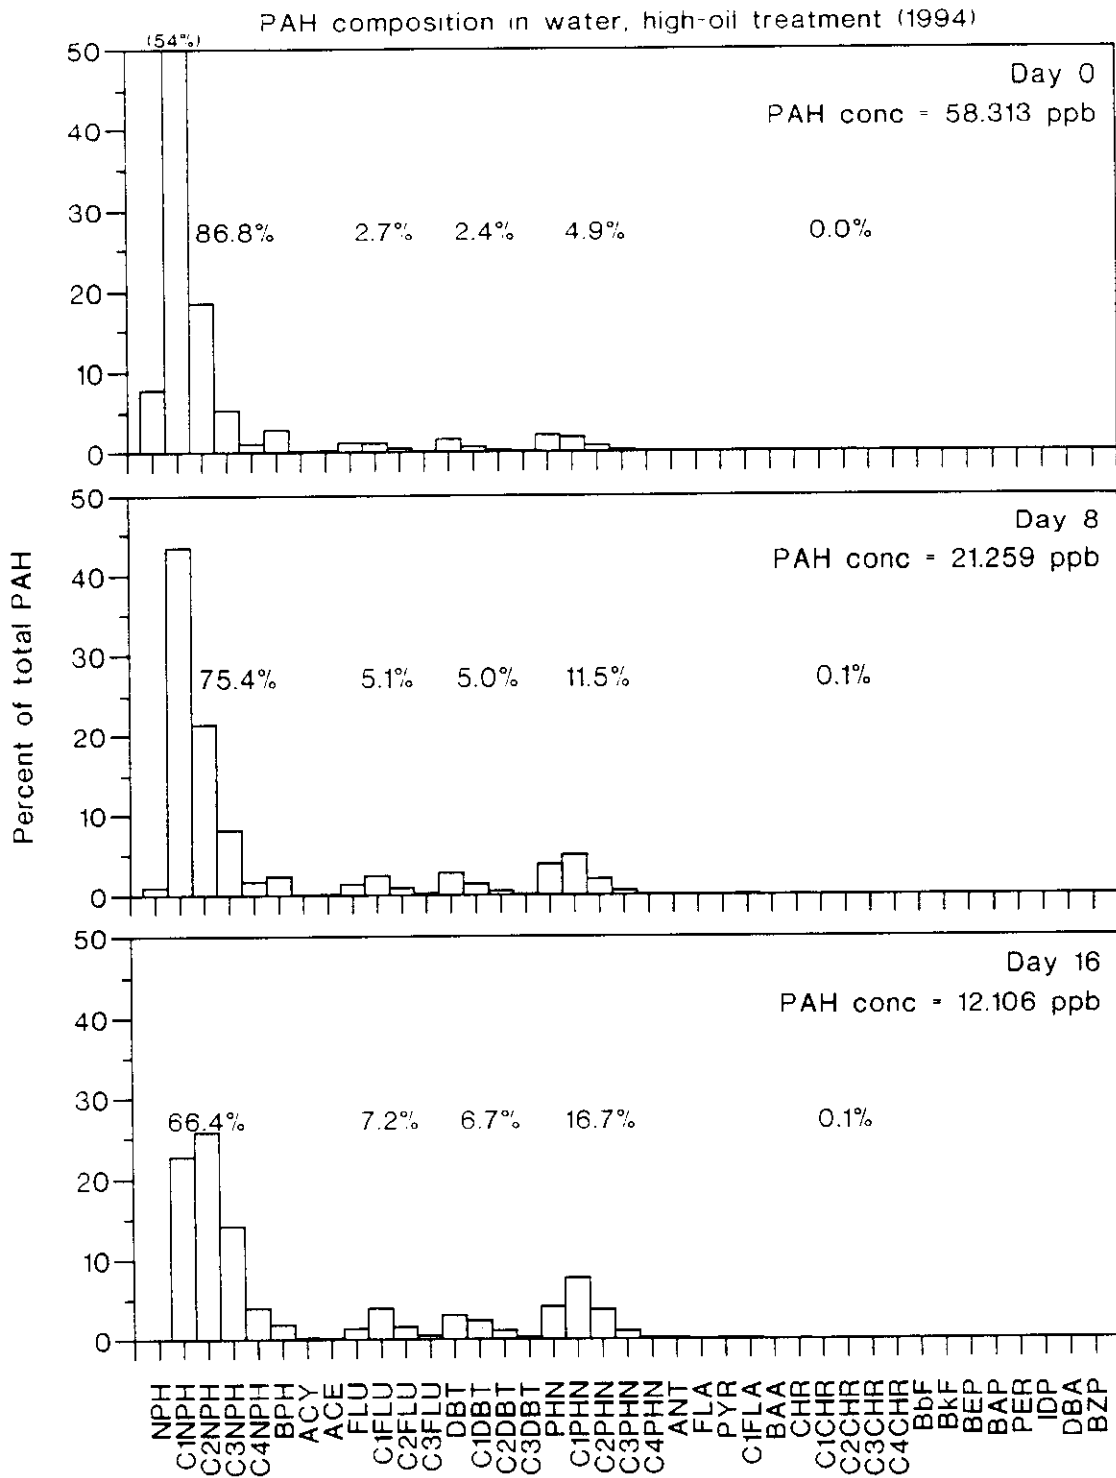 PAH composition in water, high-oil treatment (1994)
(54%)
Day 0
PAH conc = 58.313 ppb
50
40
30
20
10
0
86.8% 2.7% 2.4% 4.9% 0.0%
Day 8
PAH conc = 21.259 ppb
50
40
30
20
10
0
75.4% 5.1% 5.0% 11.5% 0.1%
Day 16
PAH conc = 12.106 ppb
50
40
30
20
10
0
66.4% 7.2% 6.7% 16.7% 0.1%
Percent of total PAH
NPH
C1NPH
C2NPH
C3NPH
C4NPH
BPH
ACY
ACE
FLU
C1FLU
C2FLU
C3FLU
DBT
C1DBT
C2DBT
C3DBT
PHN
C1PHN
C2PHN
C3PHN
C4PHN
ANT
FLA
PYR
C1FLA
BAA
CHR
C1CHR
C2CHR
C3CHR
C4CHR
BbF
BkF
BEP
BAP
PER
IDP
DBA
BZP